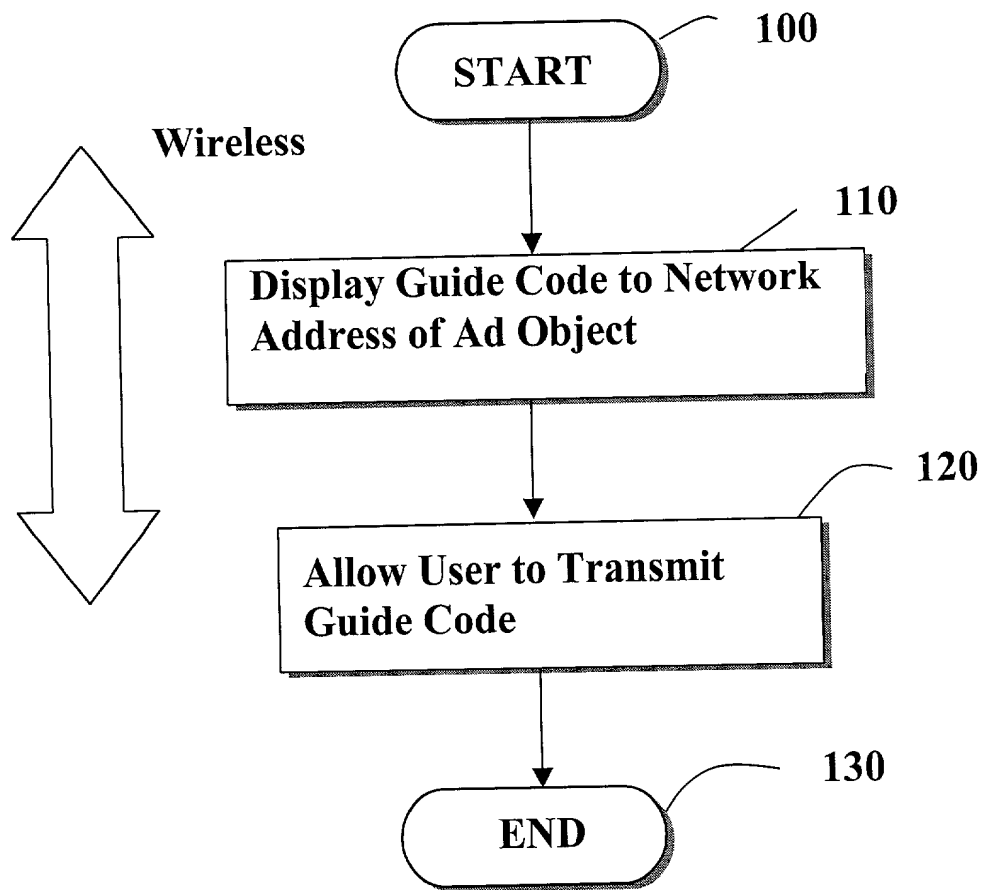 100
START
Wireless
110
Display Guide Code to Network
Address of Ad Object
120
Allow User to Transmit
Guide Code
130
END